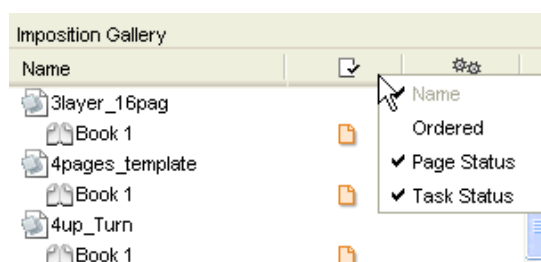 Imposition Gallery
Name
3layer_16pag
Book 1
4pages_template
Book 1
4up_Turn
Book 1
Name
Ordered
Page Status
Task Status